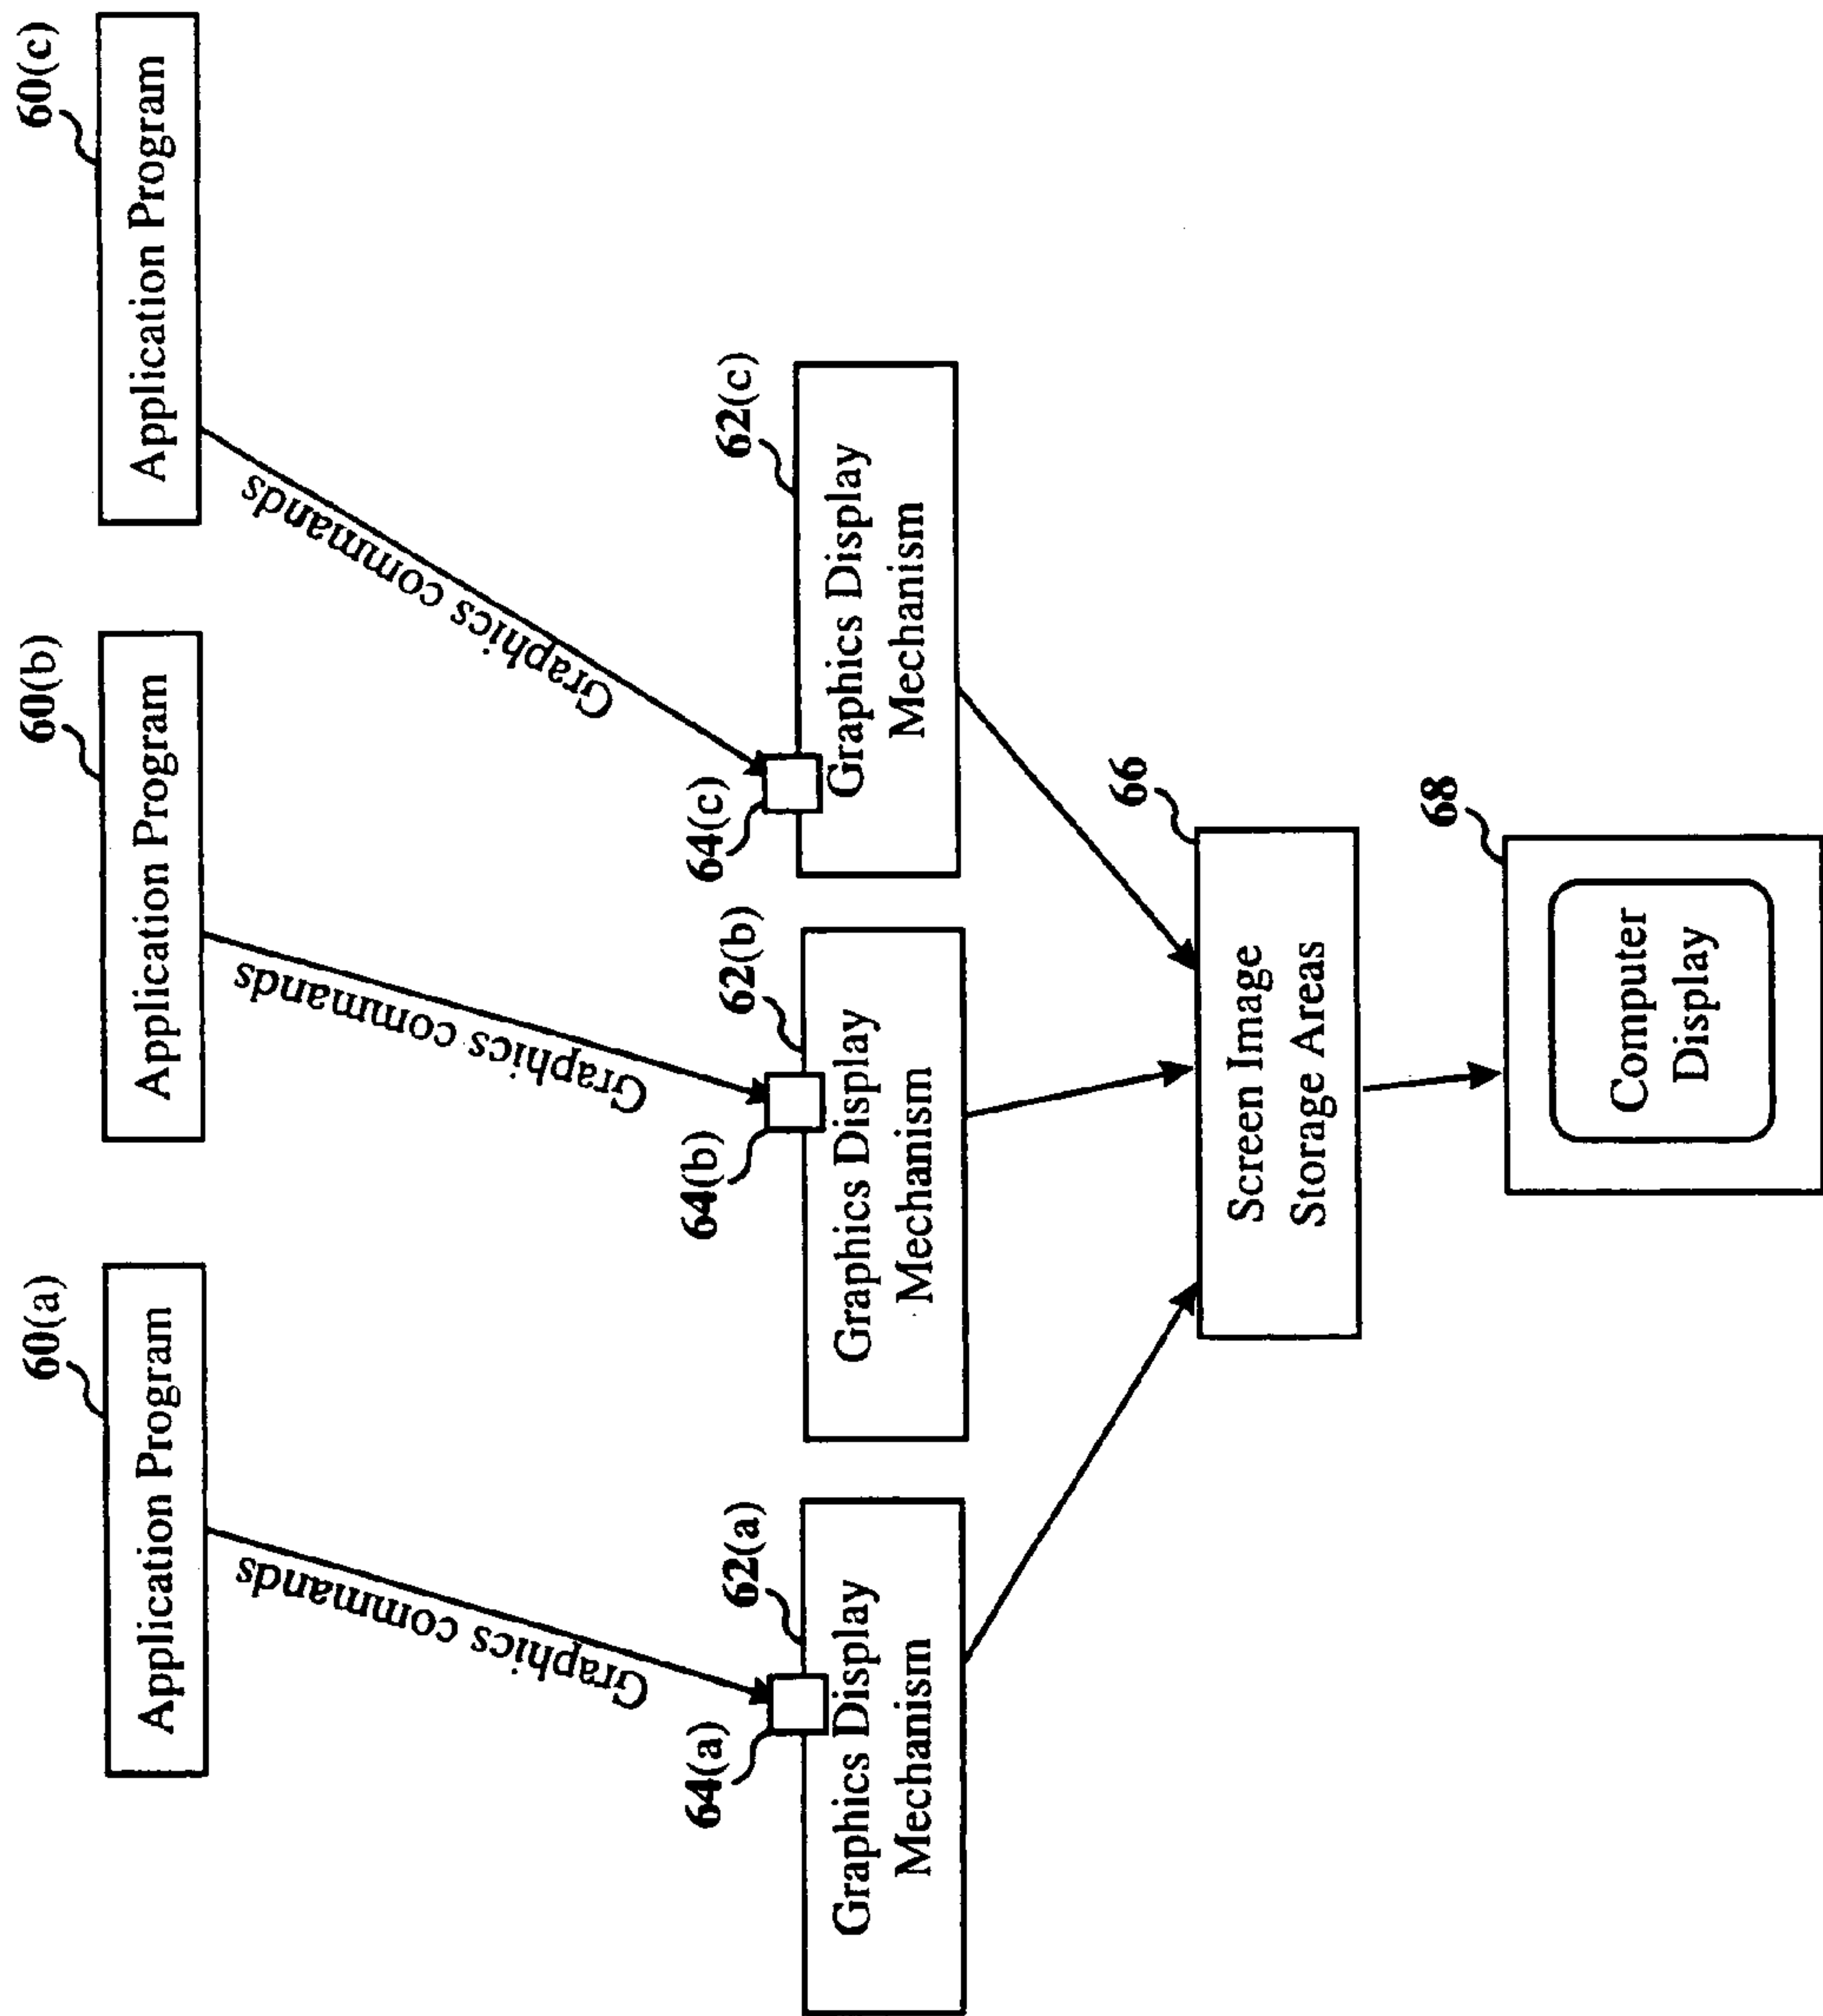 60(a)
Application Program
60(b)
Application Program
60(c)
Application Program
Graphics commands
Graphics commands
Graphics commands
64(a)
62(a)
Graphics Display
Mechanism
64(b)
62(b)
Graphics Display
Mechanism
64(c)
62(c)
Graphics Display
Mechanism
66
Screen Image
Storage Areas
68
Computer
Display